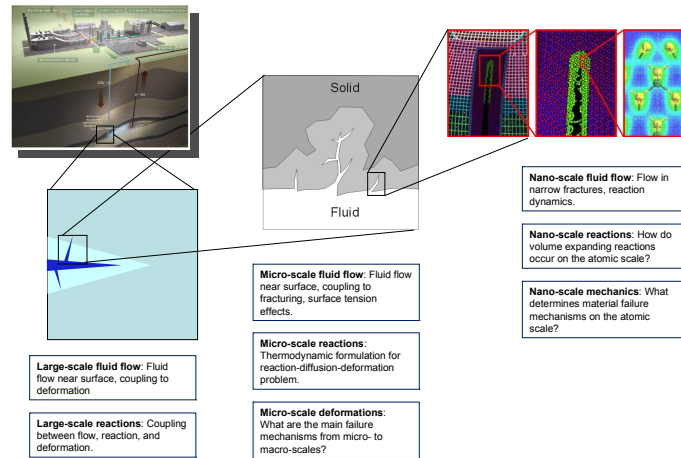 Solid
Fluid
Large-scale fluid flow: Fluid
flow near surface, coupling to
deformation
Large-scale reactions: Coupling
between flow, reaction, and
deformation.
Micro-scale fluid flow: Fluid flow
near surface, coupling to
fracturing, surface tension
effects.
Micro-scale reactions:
Thermodynamic formulation for
reaction-diffusion-deformation
problem.
Micro-scale deformations:
What are the main failure
mechanisms from micro- to
macro-scales?
Nano-scale fluid flow: Flow in
narrow fractures, reaction
dynamics.
Nano-scale reactions: How do
volume expanding reactions
occur on the atomic scale?
Nano-scale mechanics: What
determines material failure
mechanisms on the atomic
scale?